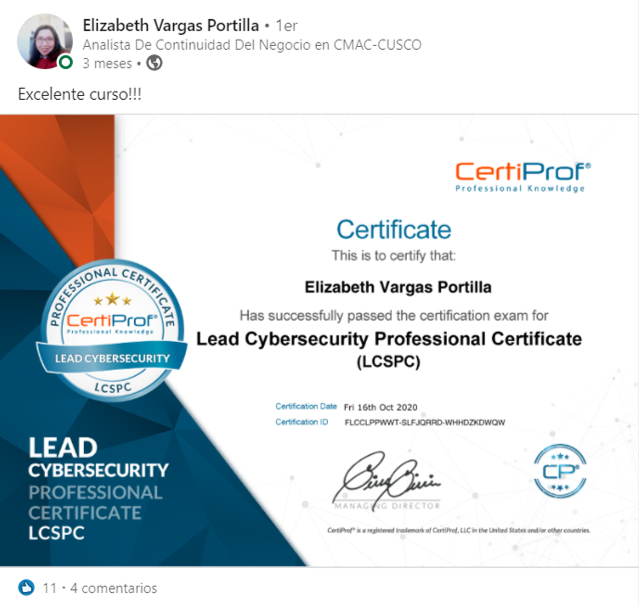 Elizabeth Vargas Portilla • 1er
Analista De Continuidad Del Negocio en CMAC-CUSCO
3 meses •
Excelente curso!!!
CertiProf®
Professional Knowledge
Certificate
This is to certify that:
Elizabeth Vargas Portilla
Has successfully passed the certification exam for
Lead Cybersecurity Professional Certificate
(LCSPC)
PROFESSIONAL CERTIFICATE
CertiProf®
Professional Knowledge
LEAD CYBERSECURITY
LCSPC
Certification Date Fri 16th Oct 2020
Certification ID FLCCLPPWWT-SLFJQRRD-WHHDZKDWQW
LEAD
CYBERSECURITY
PROFESSIONAL
CERTIFICATE
LCSPC
MANAGING DIRECTOR
CP®
CertiProf® is a registered trademark of CertiProf, LLC in the United States and/or other countries.
11 · 4 comentarios